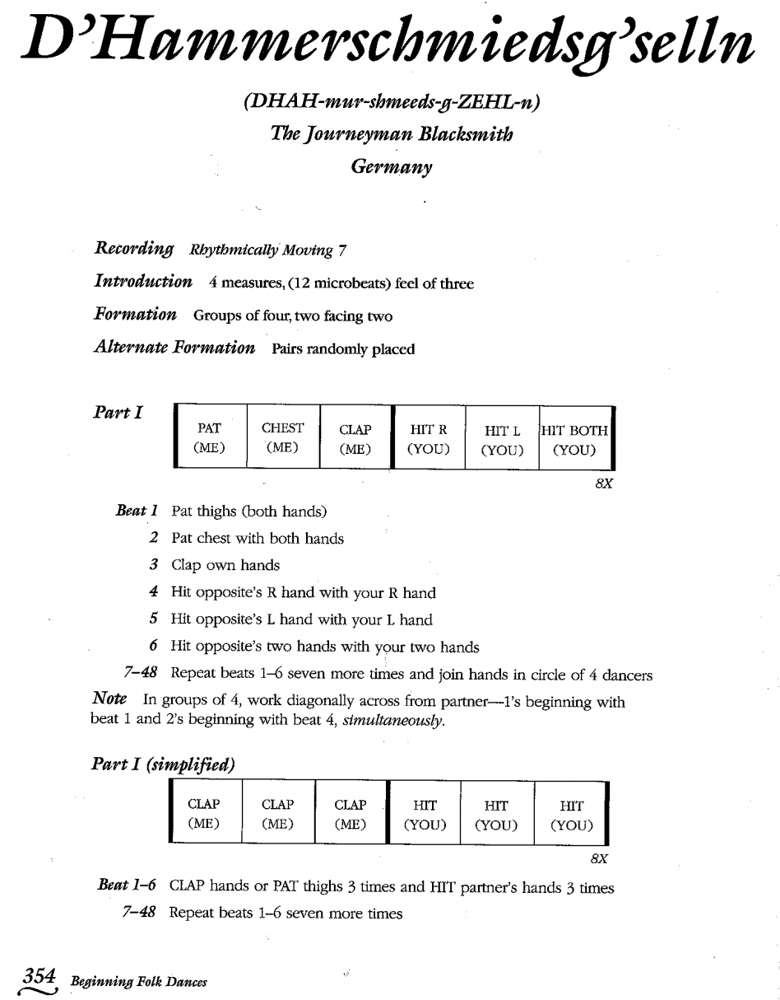 D'Hammerschmiedsg'selln
(DHAH-mur-shmeeds-g-ZEHL-n)
The Journeyman Blacksmith
Germany
Recording Rhythmically Moving 7
Introduction 4 measures, (12 microbeats) feel of three
Formation Groups of four, two facing two
Alternate Formation Pairs randomly placed
Part I
PAT CHEST CLAP HIT R HIT L HIT BOTH
(ME) (ME) (ME) (YOU) (YOU) (YOU)
8X
Beat 1 Pat thighs (both hands)
2 Pat chest with both hands
3 Clap own hands
4 Hit opposite's R hand with your R hand
5 Hit opposite's L hand with your L hand
6 Hit opposite's two hands with your two hands
7–48 Repeat beats 1–6 seven more times and join hands in circle of 4 dancers
Note In groups of 4, work diagonally across from partner—1's beginning with
beat 1 and 2's beginning with beat 4, simultaneously.
Part I (simplified)
CLAP CLAP CLAP HIT HIT HIT
(ME) (ME) (ME) (YOU) (YOU) (YOU)
8X
Beat 1–6 CLAP hands or PAT thighs 3 times and HIT partner's hands 3 times
7–48 Repeat beats 1–6 seven more times
354 Beginning Folk Dances